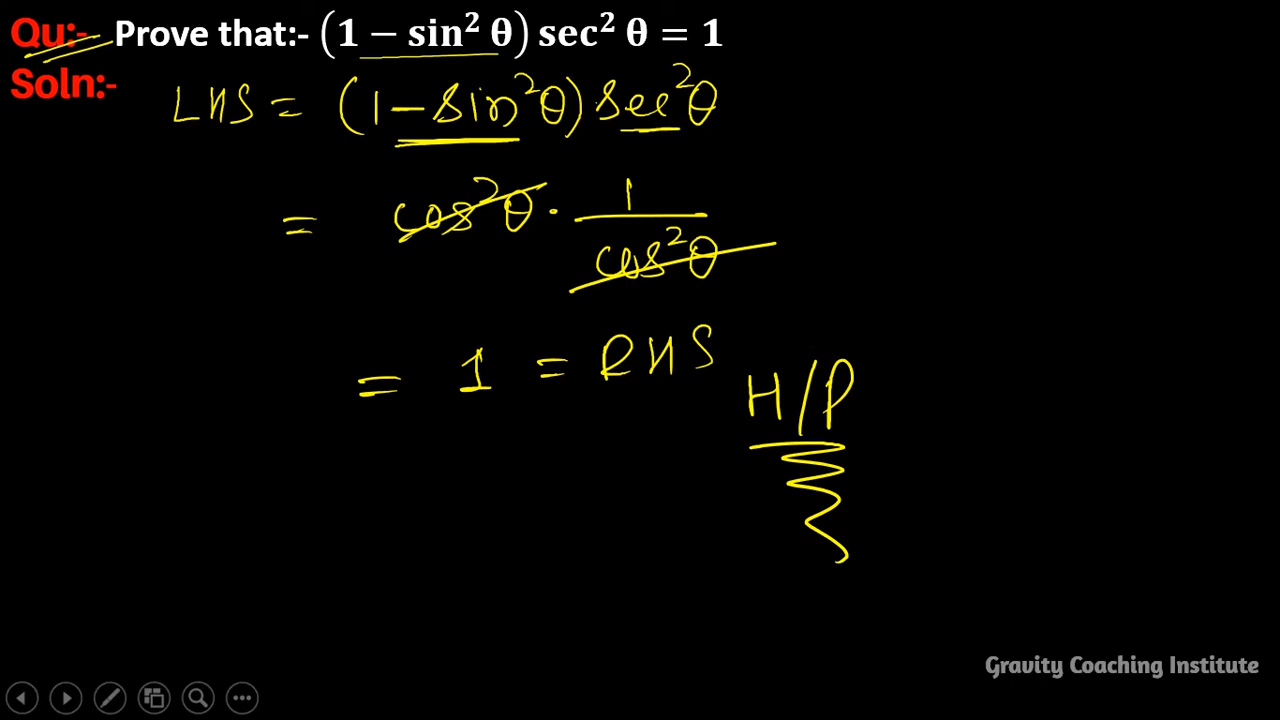 Qu:- Prove that:- (1 − sin² θ) sec² θ = 1
Soln:- LHS = (1 − sin²θ) sec²θ
= cos²θ · 1/cos²θ
= 1 = RHS
H/P
Gravity Coaching Institute